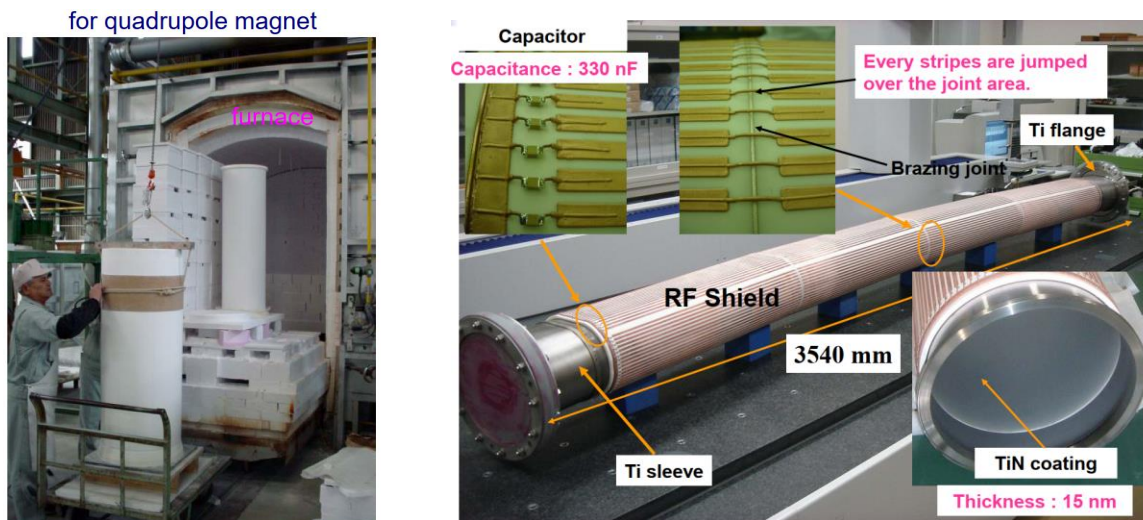 for quadrupole magnet
furnace
Capacitor
Capacitance : 330 nF
Every stripes are jumped
over the joint area.
Ti flange
Brazing joint
RF Shield
3540 mm
Ti sleeve
TiN coating
Thickness : 15 nm